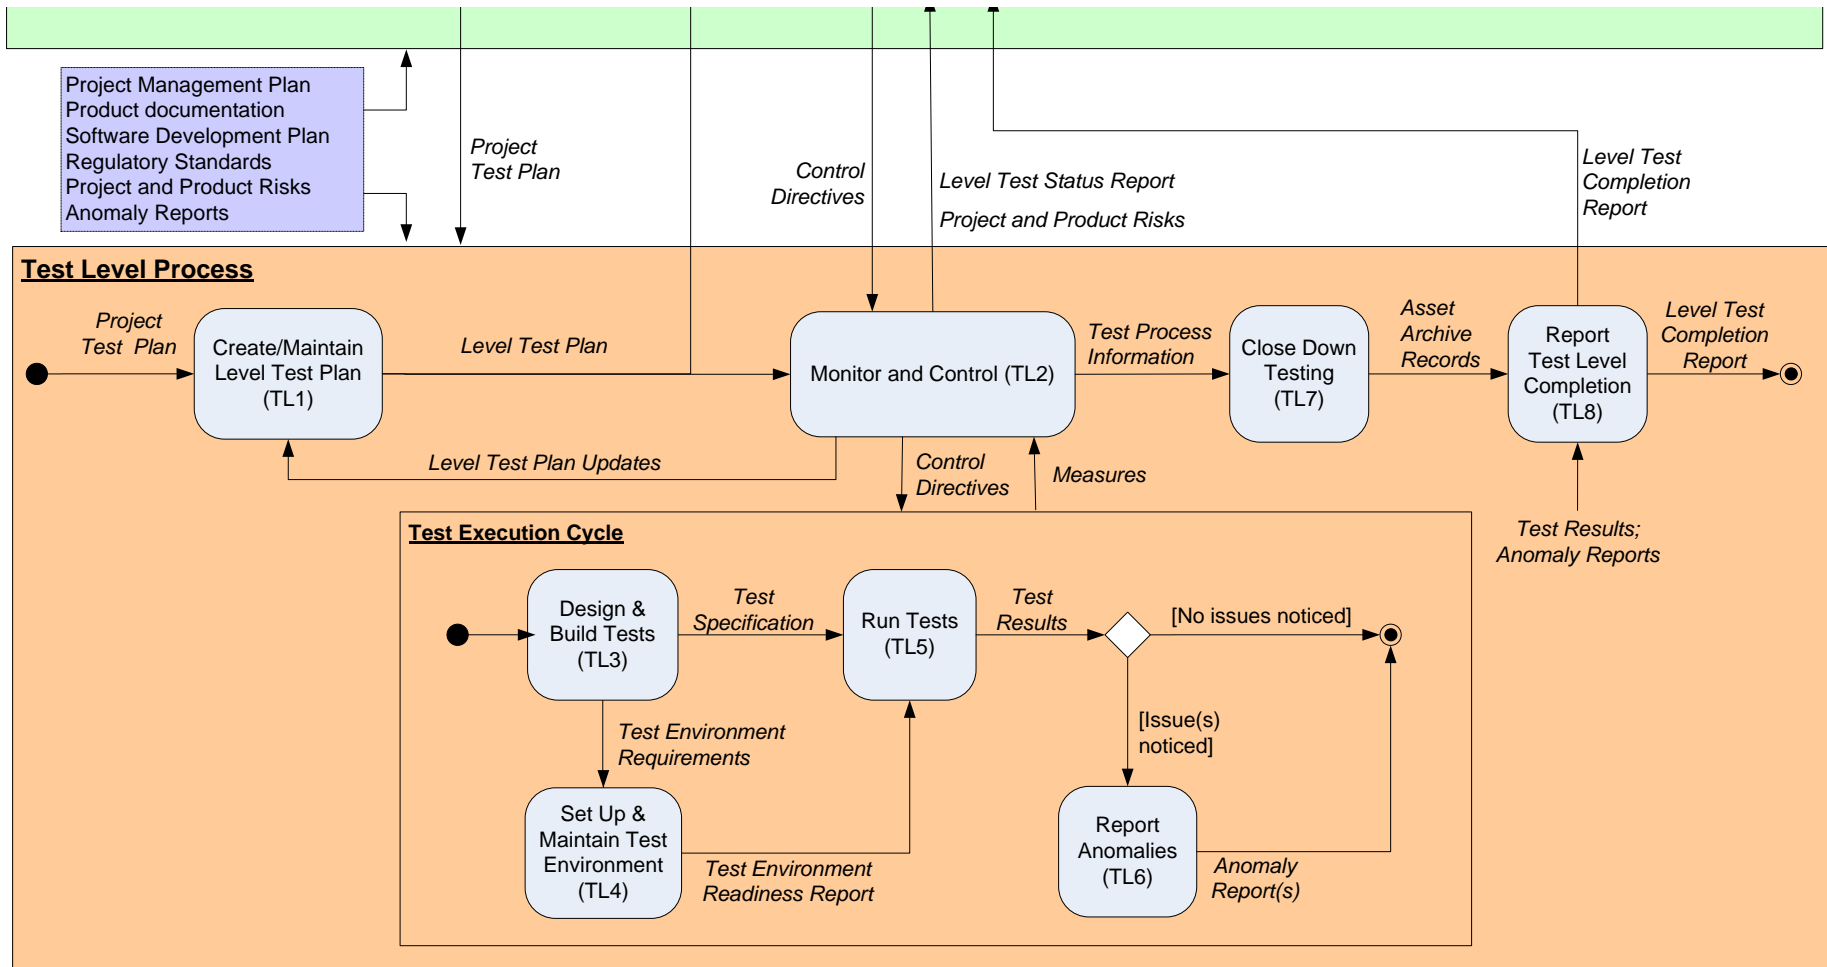 Project Management Plan
Product documentation
Software Development Plan
Regulatory Standards
Project and Product Risks
Anomaly Reports
Project
Test Plan
Control
Directives
Level Test Status Report
Project and Product Risks
Level Test
Completion
Report
Test Level Process
Project
Test Plan
Create/Maintain
Level Test Plan
(TL1)
Level Test Plan
Monitor and Control (TL2)
Test Process
Information
Close Down
Testing
(TL7)
Asset
Archive
Records
Report
Test Level
Completion
(TL8)
Level Test
Completion
Report
Level Test Plan Updates
Control
Directives
Measures
Test Results;
Anomaly Reports
Test Execution Cycle
Design &
Build Tests
(TL3)
Test
Specification
Run Tests
(TL5)
Test
Results
[No issues noticed]
[Issue(s)
noticed]
Test Environment
Requirements
Set Up &
Maintain Test
Environment
(TL4)
Test Environment
Readiness Report
Report
Anomalies
(TL6)
Anomaly
Report(s)